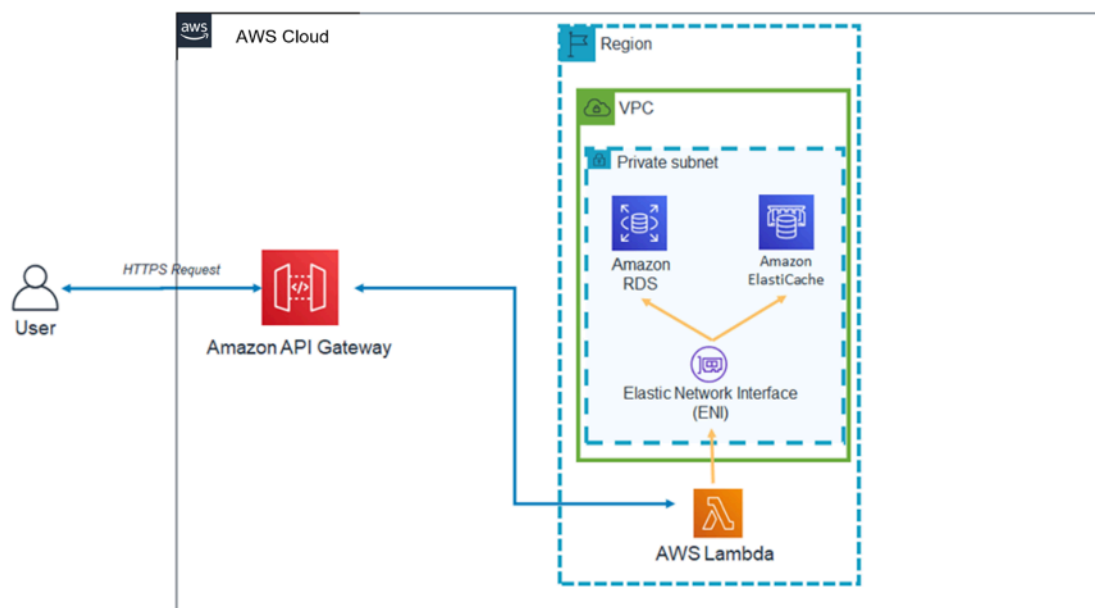 aws
AWS Cloud
Region
VPC
Private subnet
Amazon
RDS
Amazon
ElastiCache
HTTPS Request
</>
User
Amazon API Gateway
Elastic Network Interface
(ENI)
AWS Lambda